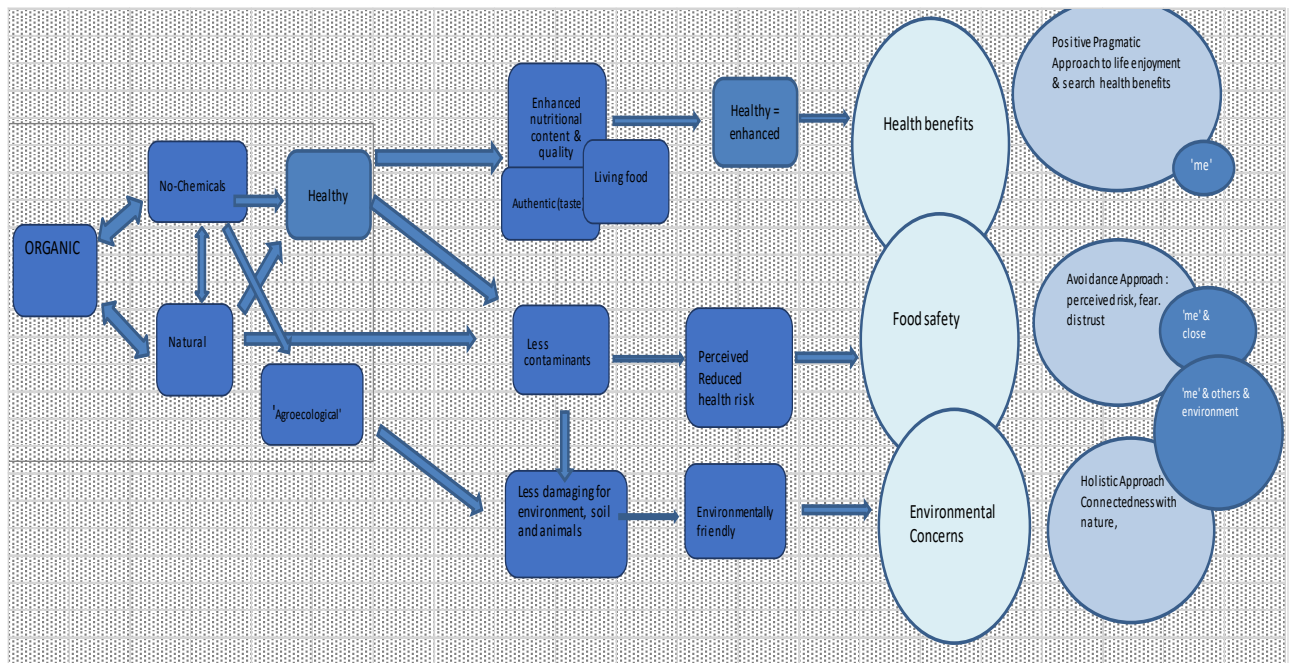 ORGANIC
No-Chemicals
Natural
Healthy
'Agroecological'
Enhanced
nutritional
content &
quality
Authentic (taste
Living food
Healthy =
enhanced
Less
contaminants
Perceived
Reduced
health risk
Less damaging for
environment, soil
and animals
Environmentally
friendly
Health benefits
Food safety
Environmental
Concerns
Positive Pragmatic
Approach to life enjoyment
& search health benefits
'me'
Avoidance Approach :
perceived risk, fear.
distrust
'me' &
close
'me' & others &
environment
Holistic Approach
Connectedness with
nature,